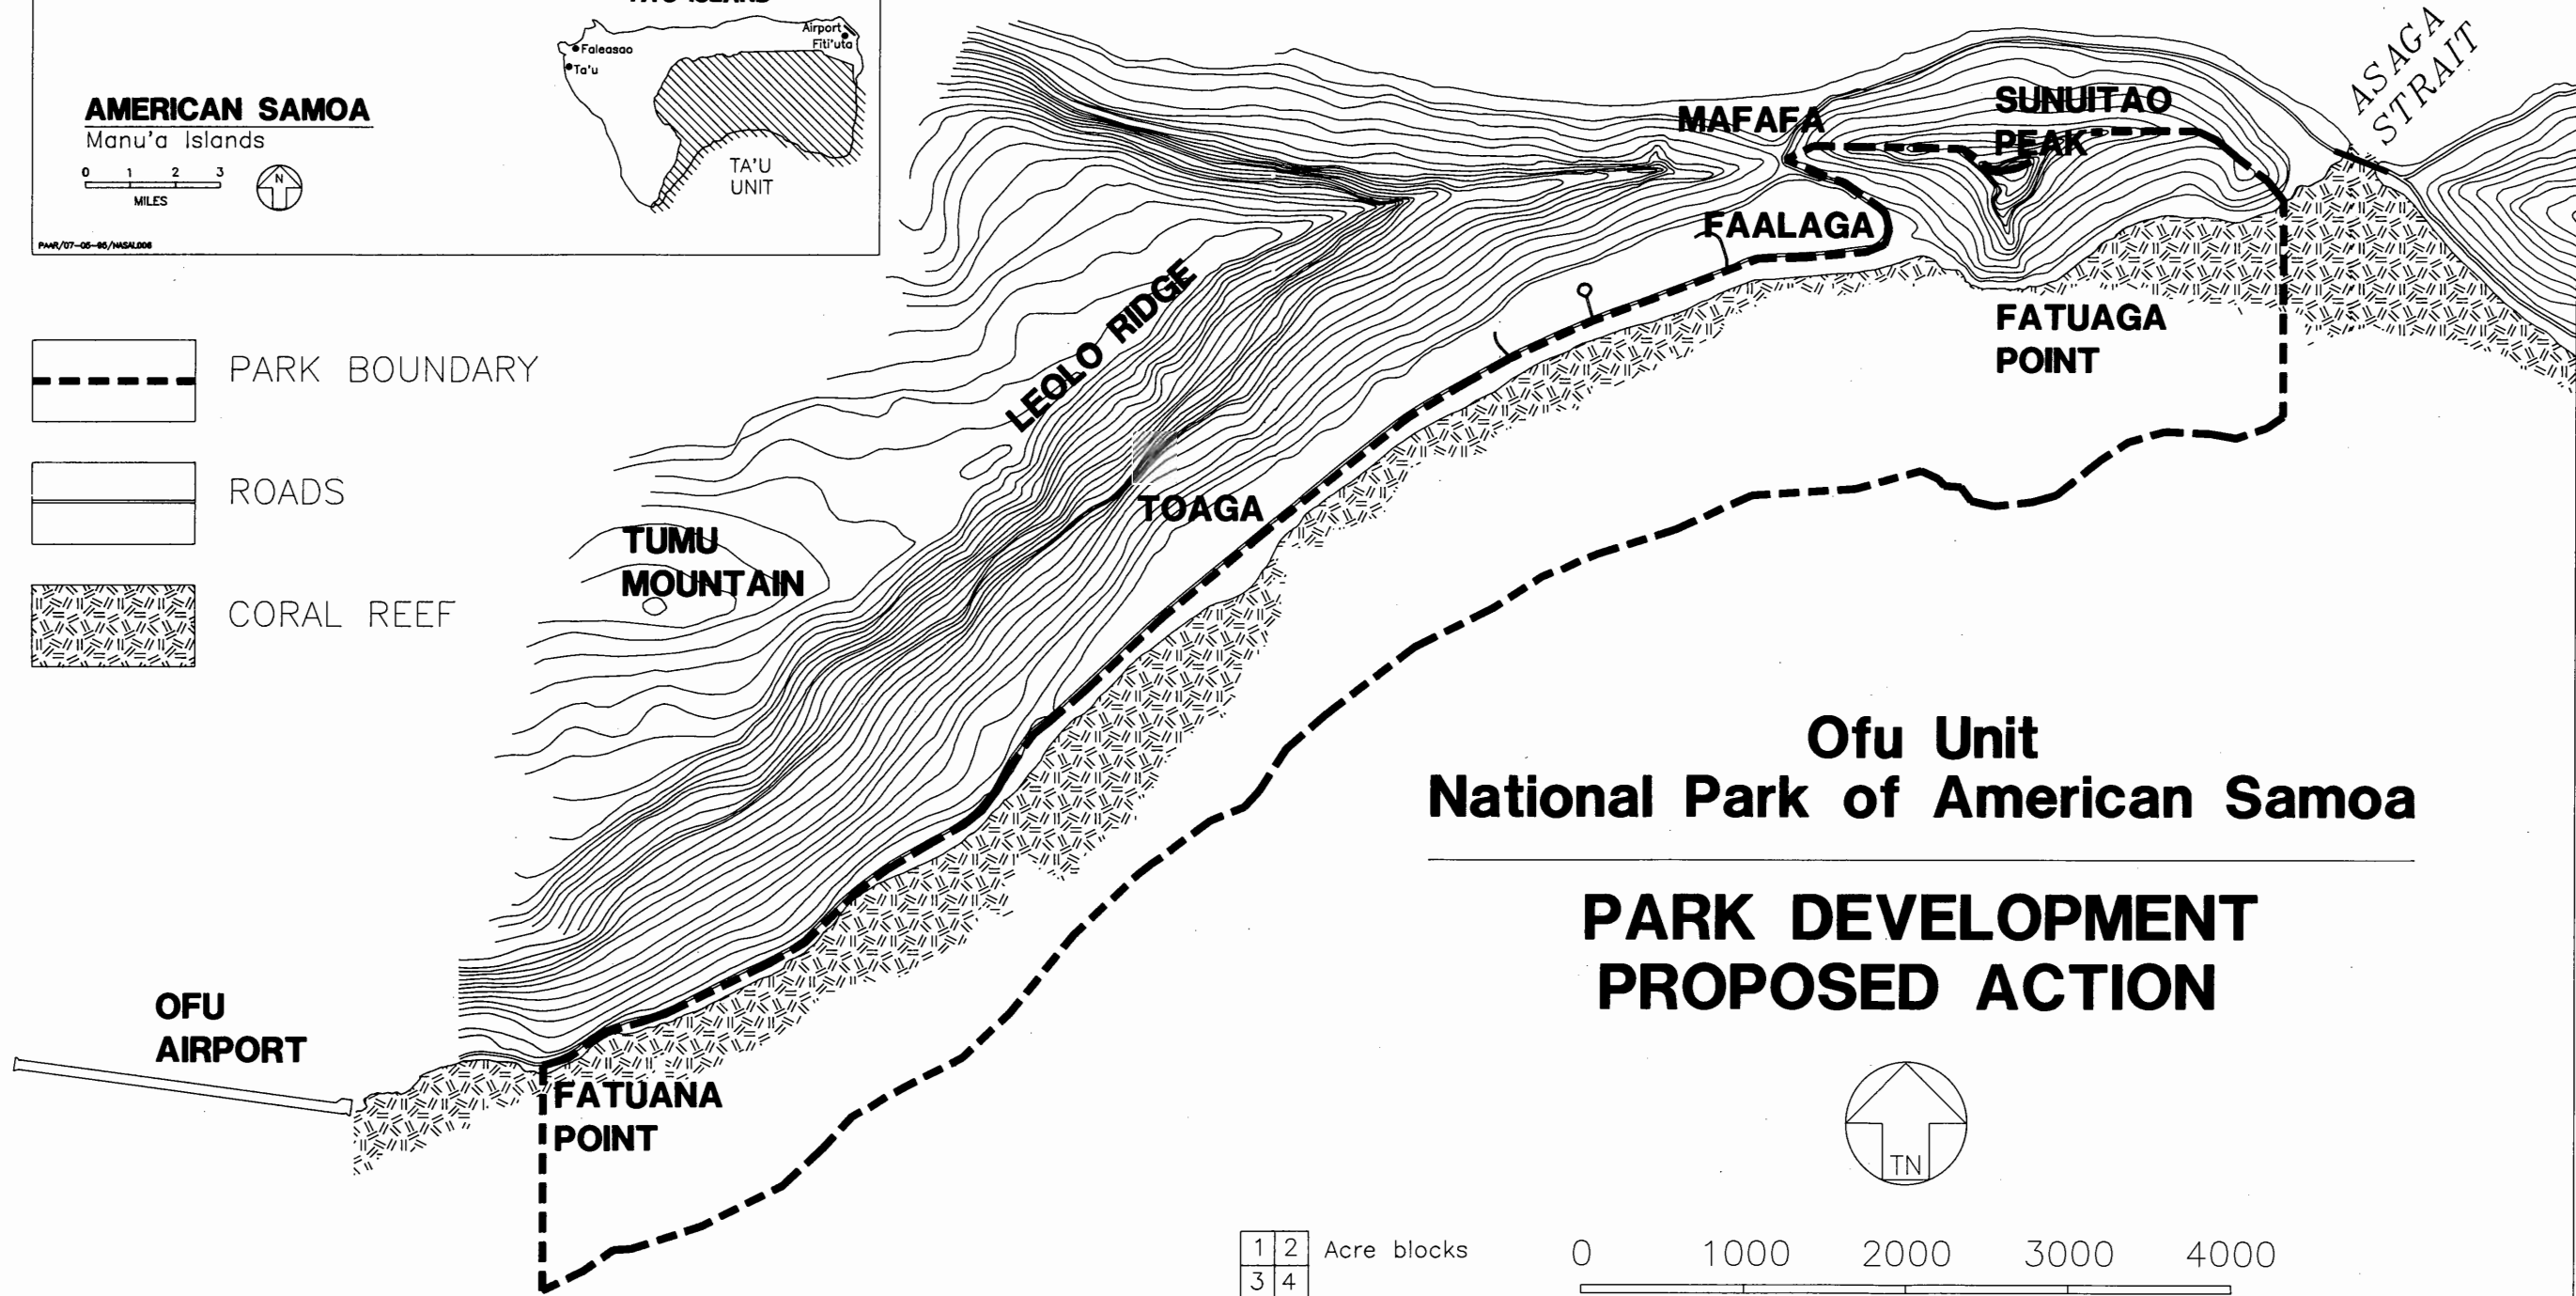 Airport
Fiti'uta
Faleasao
Ta'u
TA'U
UNIT
AMERICAN SAMOA
Manu'a Islands
0 1 2 3
MILES
N
PARK BOUNDARY
ROADS
CORAL REEF
ASAGA
STRAIT
MAFAFA
SUNUITAO
PEAK
FAALAGA
FATUAGA
POINT
LEOLO RIDGE
TOAGA
TUMU
MOUNTAIN
OFU
AIRPORT
FATUANA
POINT
Ofu Unit
National Park of American Samoa
PARK DEVELOPMENT
PROPOSED ACTION
TN
1 2 Acre blocks
3 4
0 1000 2000 3000 4000